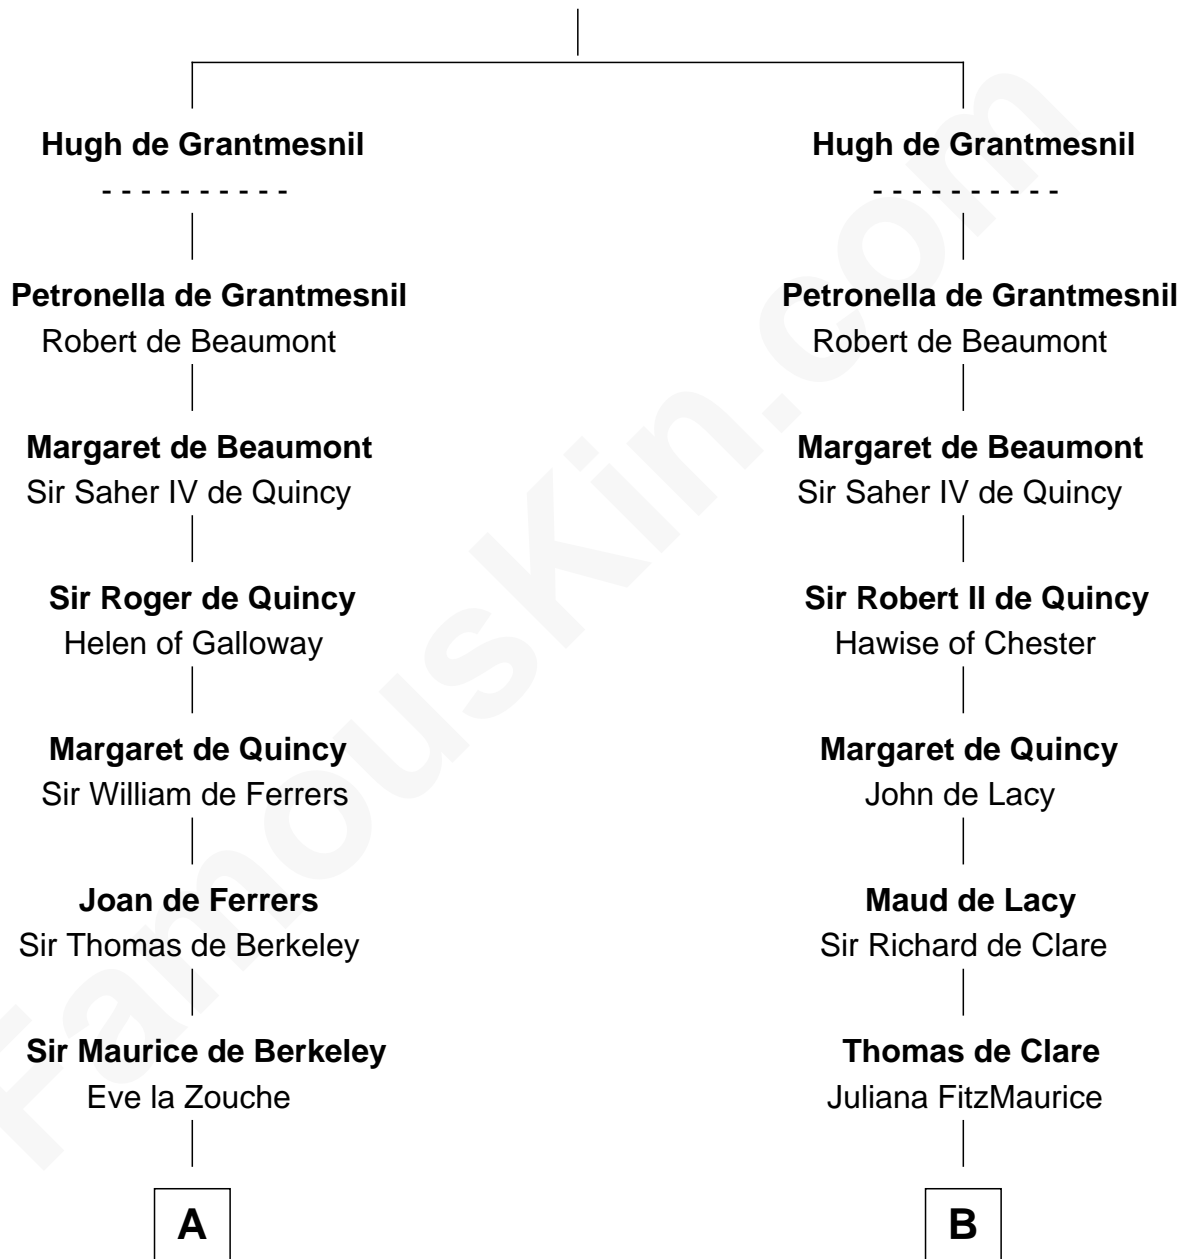 Hugh de Grantmesnil
- - - - - - - - - -
Petronella de Grantmesnil
Robert de Beaumont
Margaret de Beaumont
Sir Saher IV de Quincy
Sir Roger de Quincy
Helen of Galloway
Margaret de Quincy
Sir William de Ferrers
Joan de Ferrers
Sir Thomas de Berkeley
Sir Maurice de Berkeley
Eve la Zouche
A
Hugh de Grantmesnil
- - - - - - - - - -
Petronella de Grantmesnil
Robert de Beaumont
Margaret de Beaumont
Sir Saher IV de Quincy
Sir Robert II de Quincy
Hawise of Chester
Margaret de Quincy
John de Lacy
Maud de Lacy
Sir Richard de Clare
Thomas de Clare
Juliana FitzMaurice
B
FamousKin.com